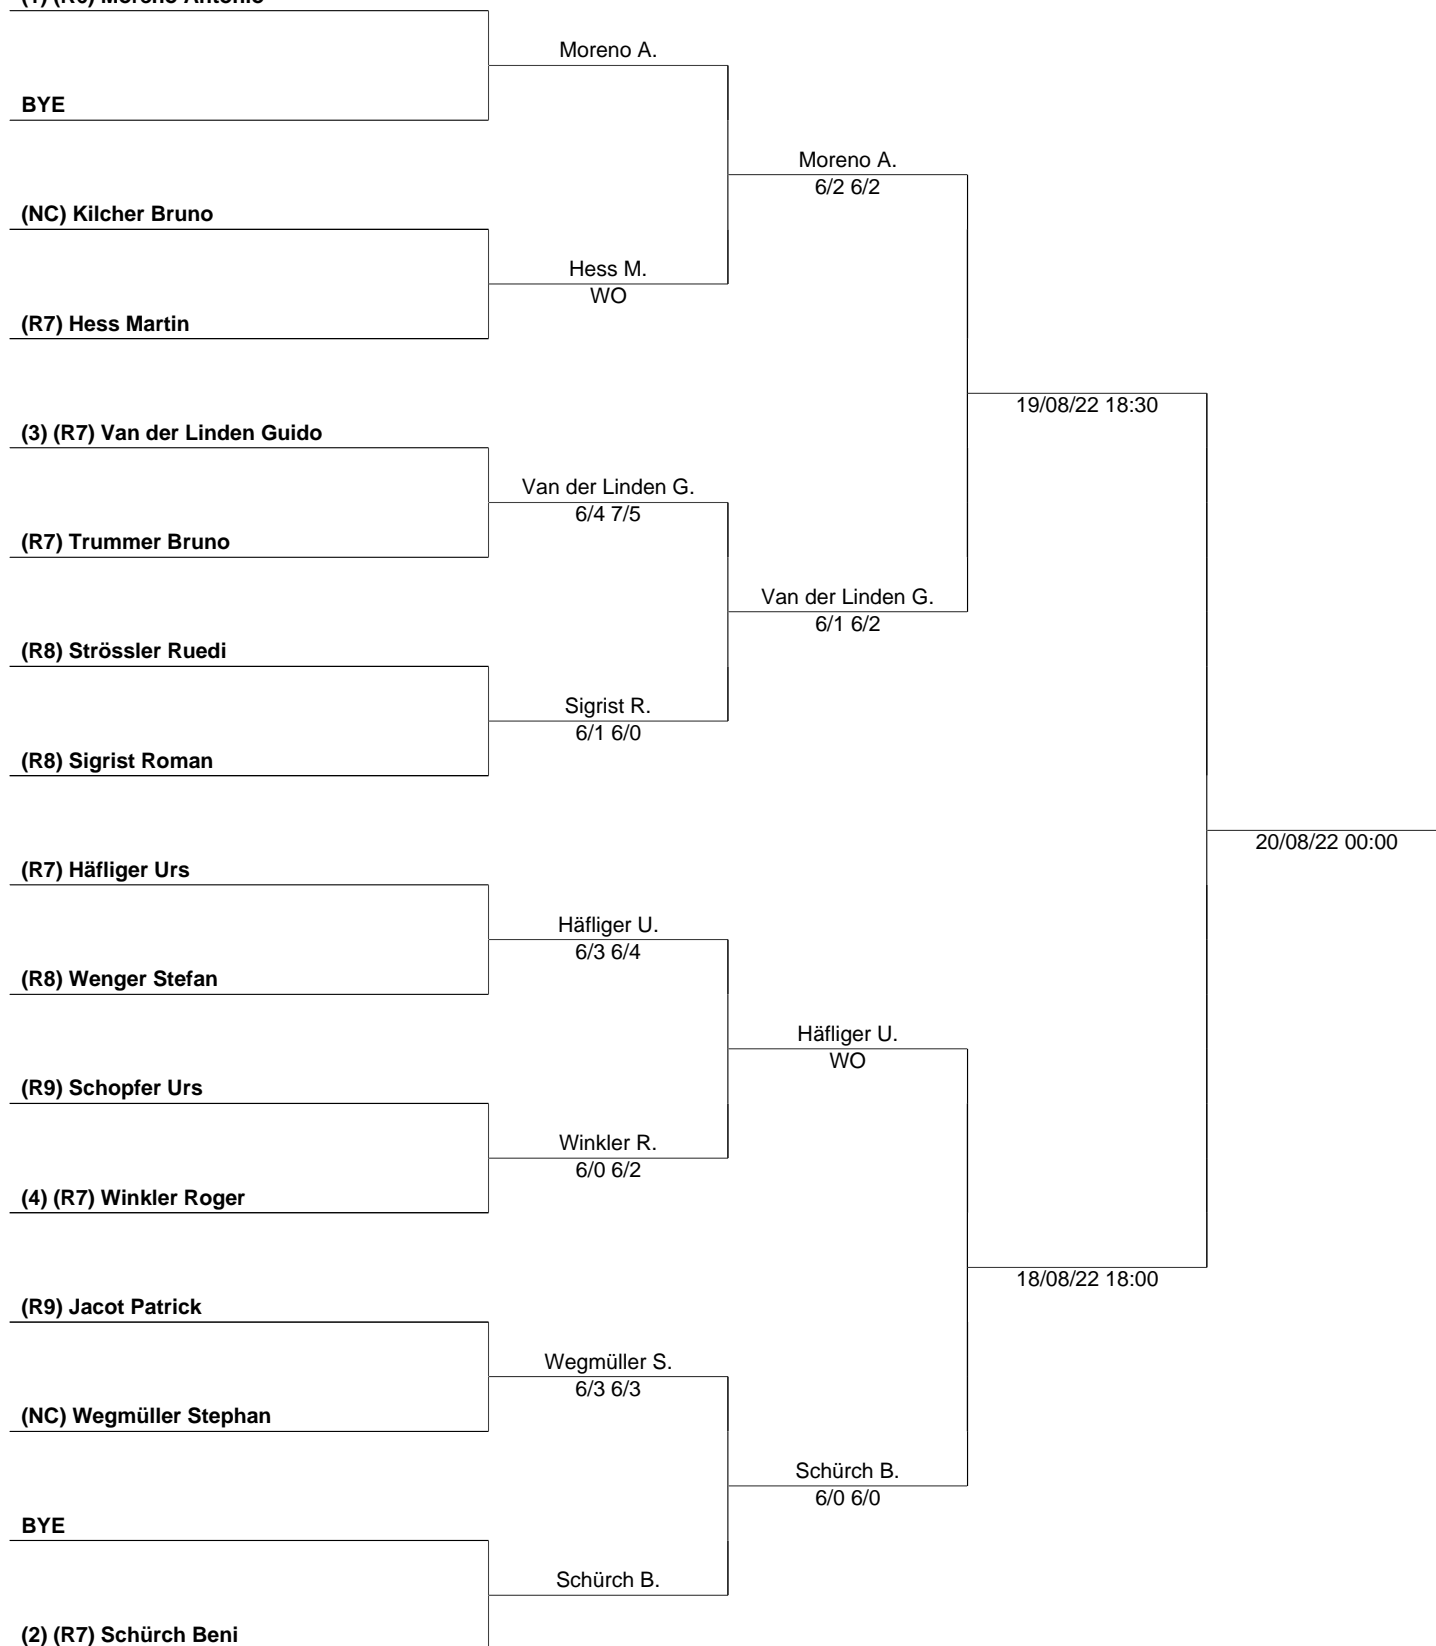 (1) (R6) Moreno Antonio
Moreno A.
BYE
Moreno A.
6/2 6/2
(NC) Kilcher Bruno
Hess M.
WO
(R7) Hess Martin
19/08/22 18:30
(3) (R7) Van der Linden Guido
Van der Linden G.
6/4 7/5
(R7) Trummer Bruno
Van der Linden G.
6/1 6/2
(R8) Strössler Ruedi
Sigrist R.
6/1 6/0
(R8) Sigrist Roman
20/08/22 00:00
(R7) Häfliger Urs
Häfliger U.
6/3 6/4
(R8) Wenger Stefan
Häfliger U.
WO
(R9) Schopfer Urs
Winkler R.
6/0 6/2
(4) (R7) Winkler Roger
18/08/22 18:00
(R9) Jacot Patrick
Wegmüller S.
6/3 6/3
(NC) Wegmüller Stephan
Schürch B.
6/0 6/0
BYE
Schürch B.
(2) (R7) Schürch Beni